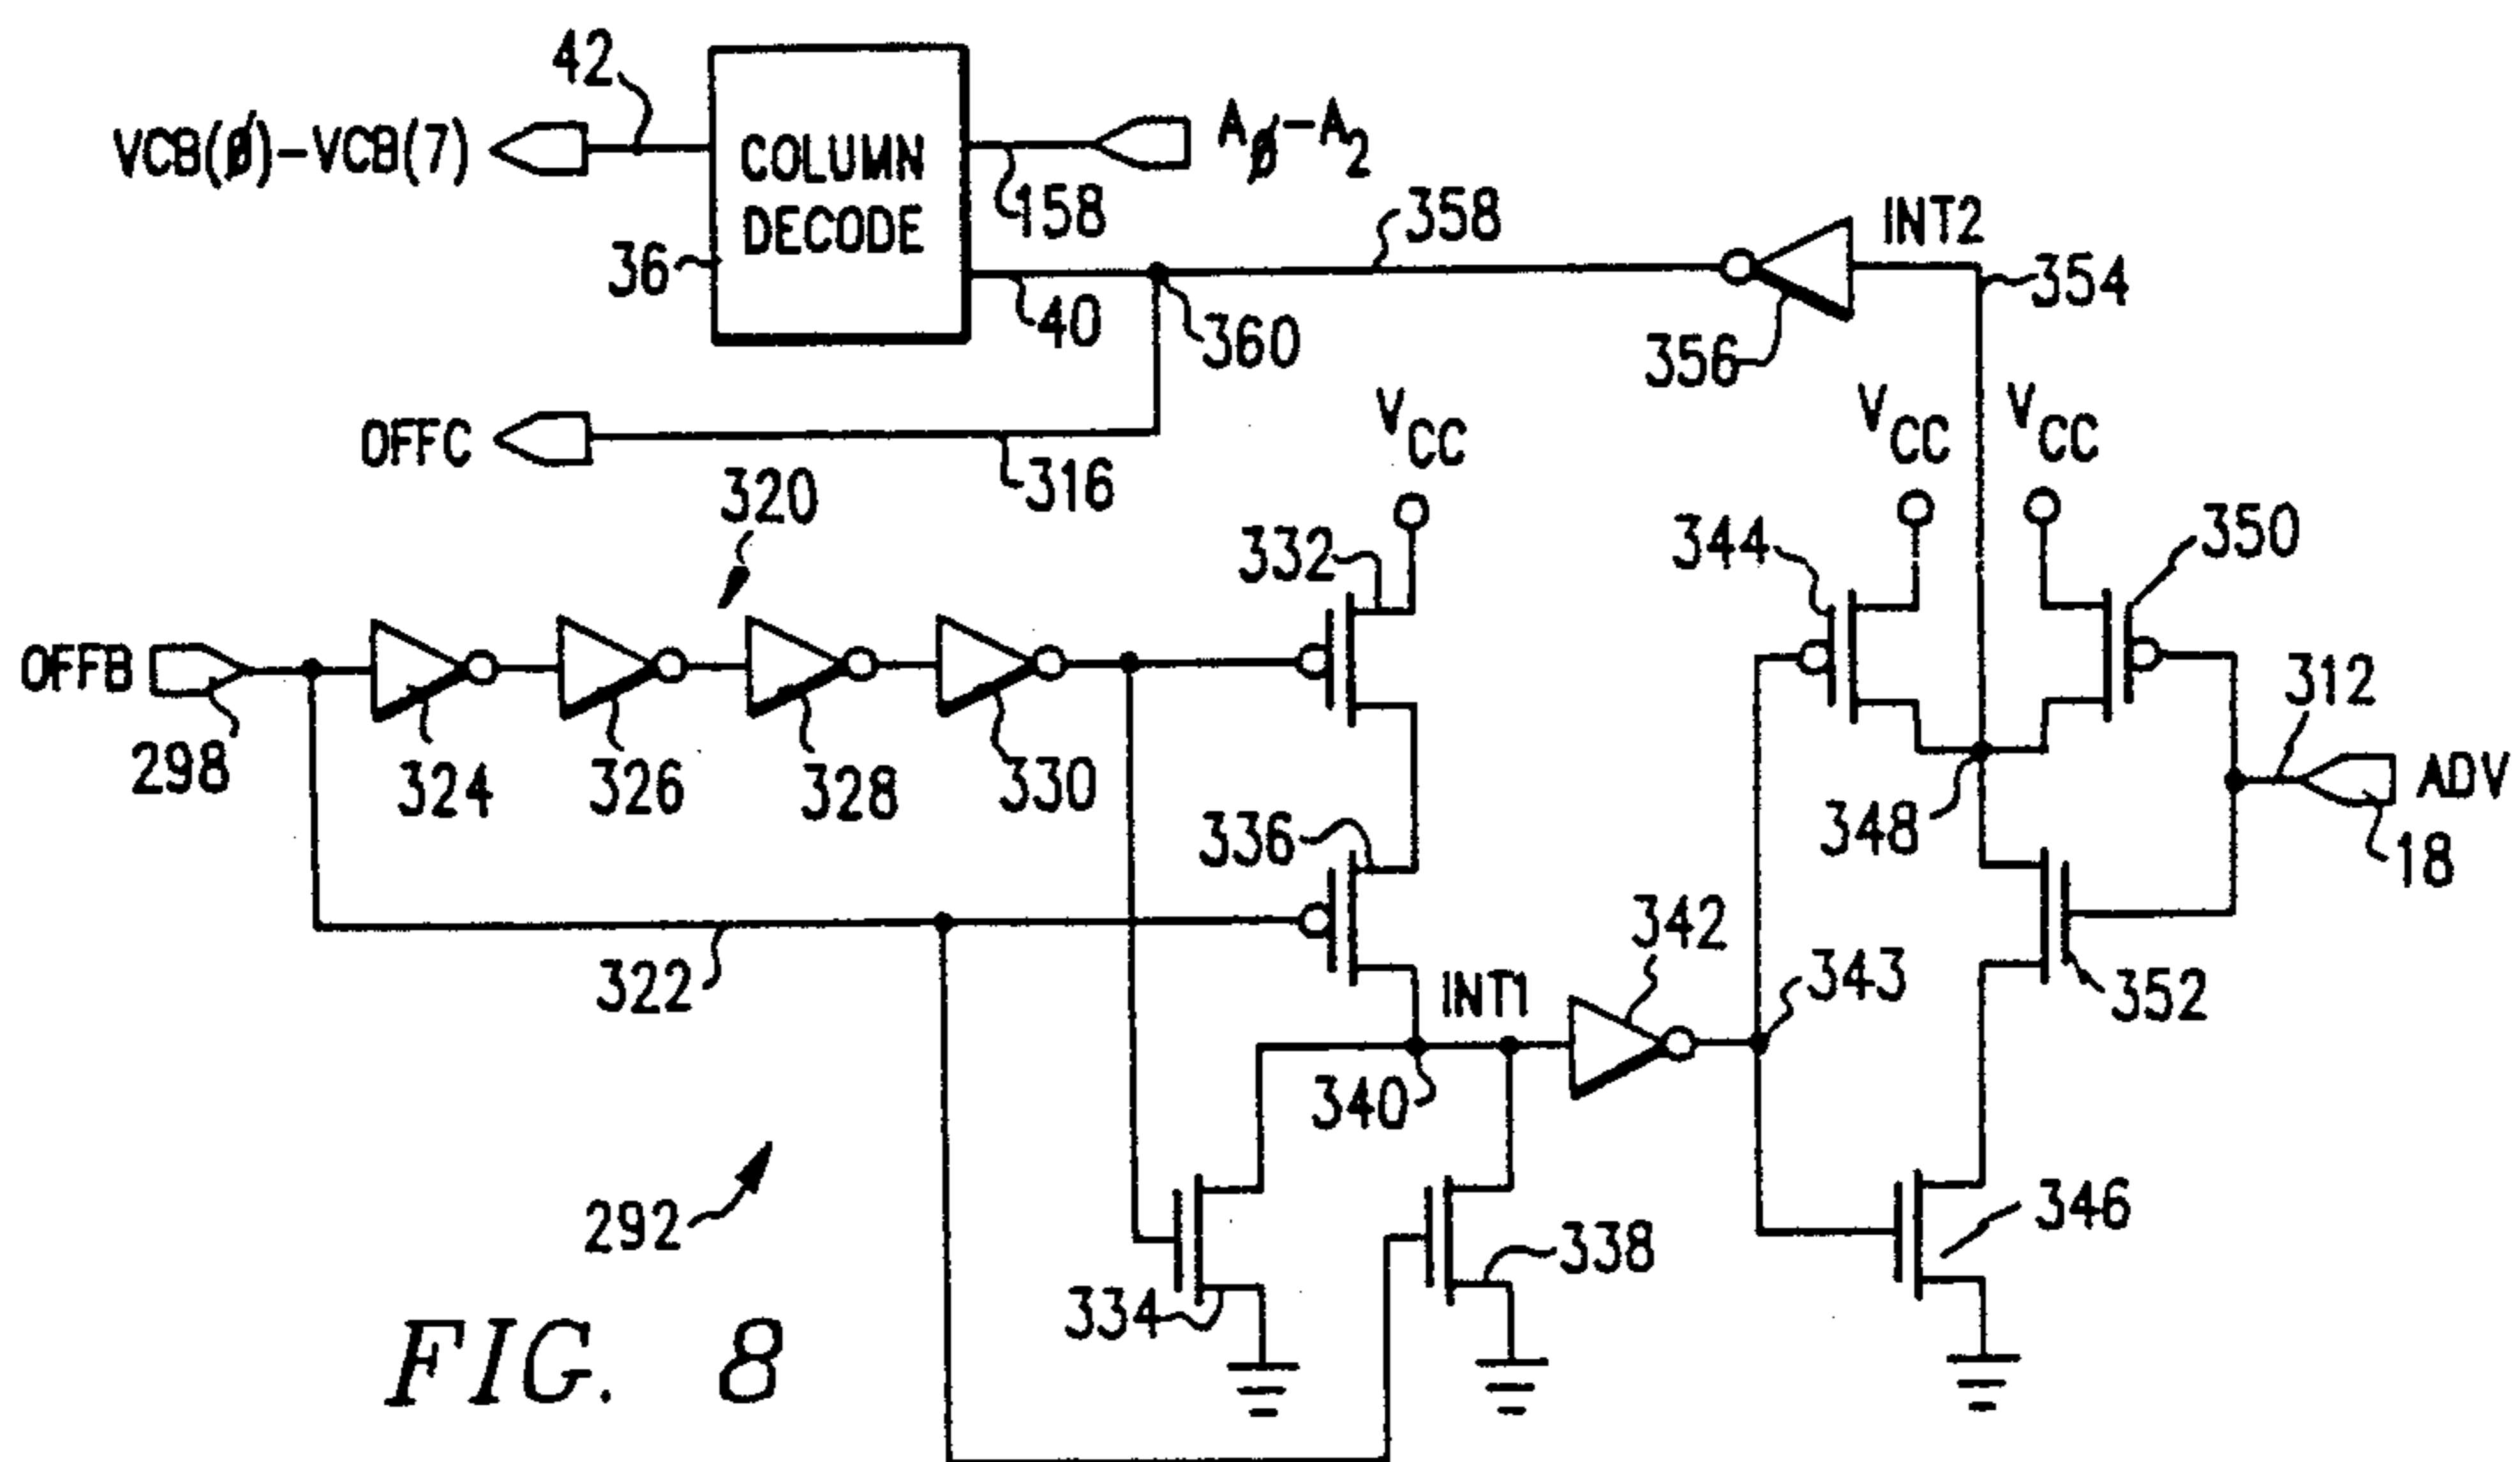 42
VCB(Ø)-VCB(7)
COLUMN
DECODE
AØ-A2
158
36
40
360
358
INT2
354
356
OFFC
316
VCC
VCC
VCC
320
332
344
350
OFFB
298
324
326
328
330
312
ADV
18
348
336
322
INT1
342
343
352
340
292
334
338
346
FIG. 8